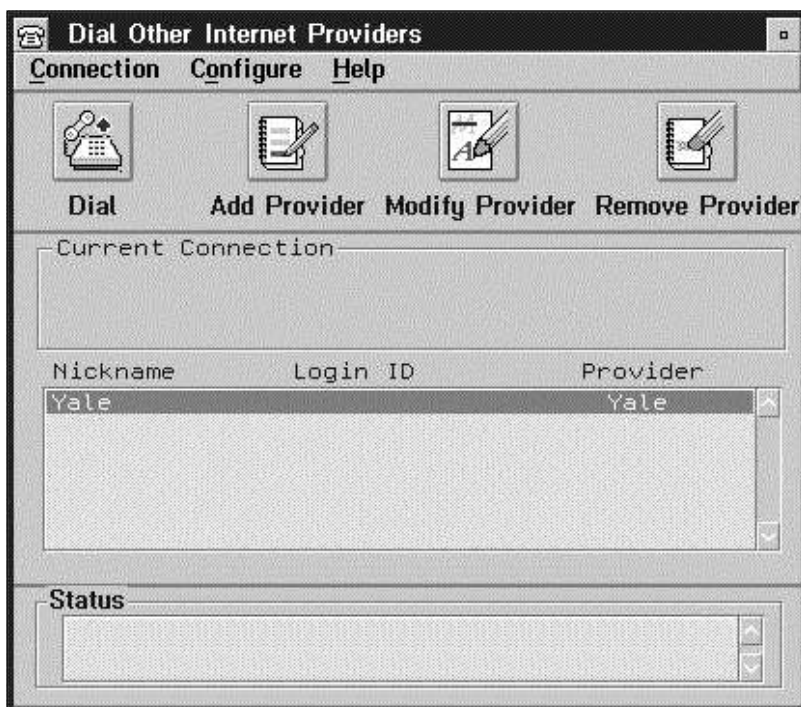 Dial Other Internet Providers
Connection Configure Help
Dial Add Provider Modify Provider Remove Provider
Current Connection
Nickname Login ID Provider
Yale Yale
Status